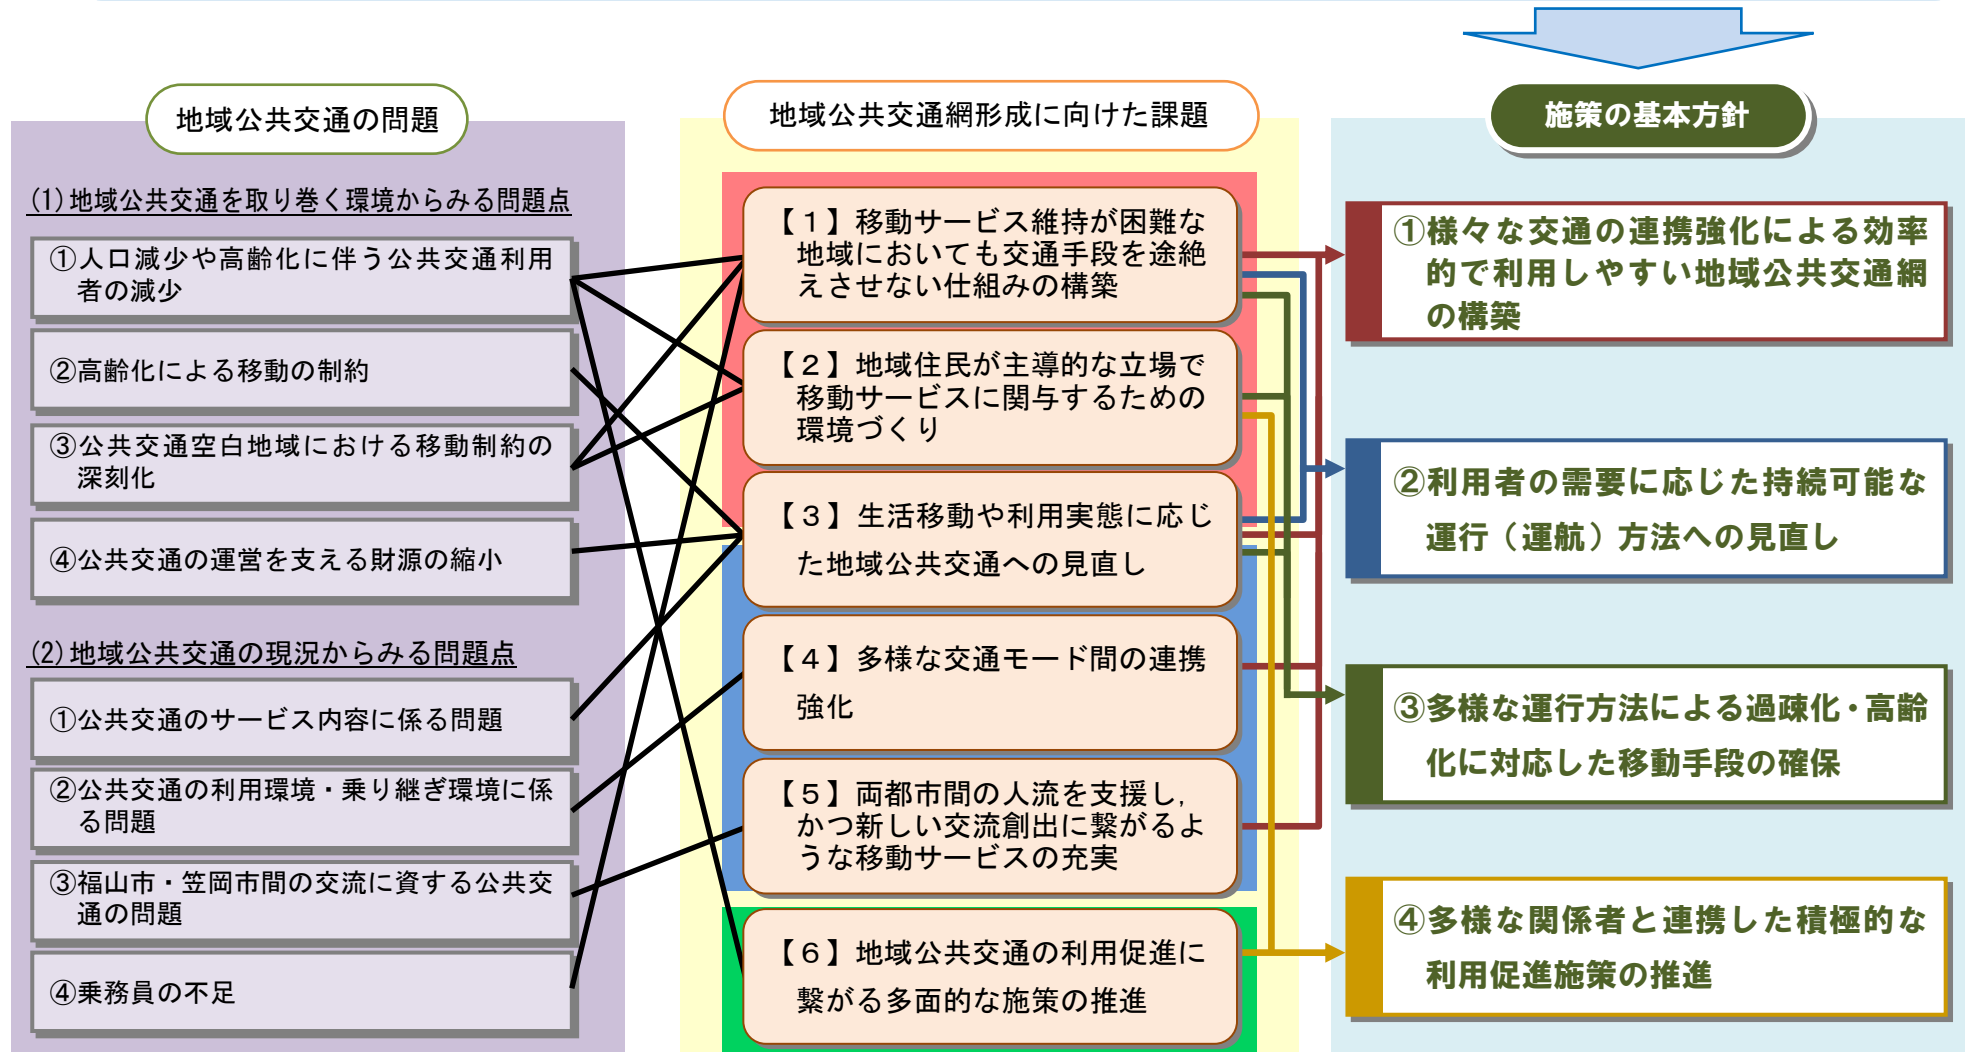 地域公共交通の問題
(1)地域公共交通を取り巻く環境からみる問題点
①人口減少や高齢化に伴う公共交通利用
者の減少
②高齢化による移動の制約
③公共交通空白地域における移動制約の
深刻化
④公共交通の運営を支える財源の縮小
(2)地域公共交通の現況からみる問題点
①公共交通のサービス内容に係る問題
②公共交通の利用環境・乗り継ぎ環境に係
る問題
③福山市・笠岡市間の交流に資する公共交
通の問題
④乗務員の不足
地域公共交通網形成に向けた課題
【１】移動サービス維持が困難な
地域においても交通手段を途絶
えさせない仕組みの構築
【２】地域住民が主導的な立場で
移動サービスに関与するための
環境づくり
【３】生活移動や利用実態に応じ
た地域公共交通への見直し
【４】多様な交通モード間の連携
強化
【５】両都市間の人流を支援し，
かつ新しい交流創出に繋がるよ
うな移動サービスの充実
【６】地域公共交通の利用促進に
繋がる多面的な施策の推進
施策の基本方針
①様々な交通の連携強化による効率
的で利用しやすい地域公共交通網
の構築
②利用者の需要に応じた持続可能な
運行（運航）方法への見直し
③多様な運行方法による過疎化・高齢
化に対応した移動手段の確保
④多様な関係者と連携した積極的な
利用促進施策の推進